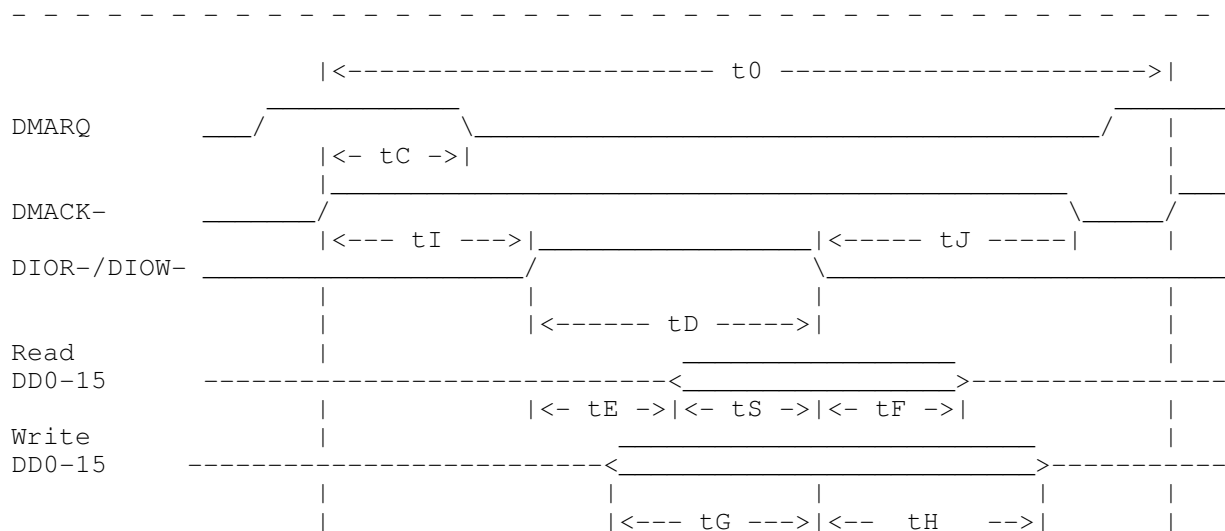 t0
DMARQ
tC
DMACK-
tI tJ
DIOR-/DIOW-
tD
Read
DD0-15
tE tS tF
Write
DD0-15
tG tH